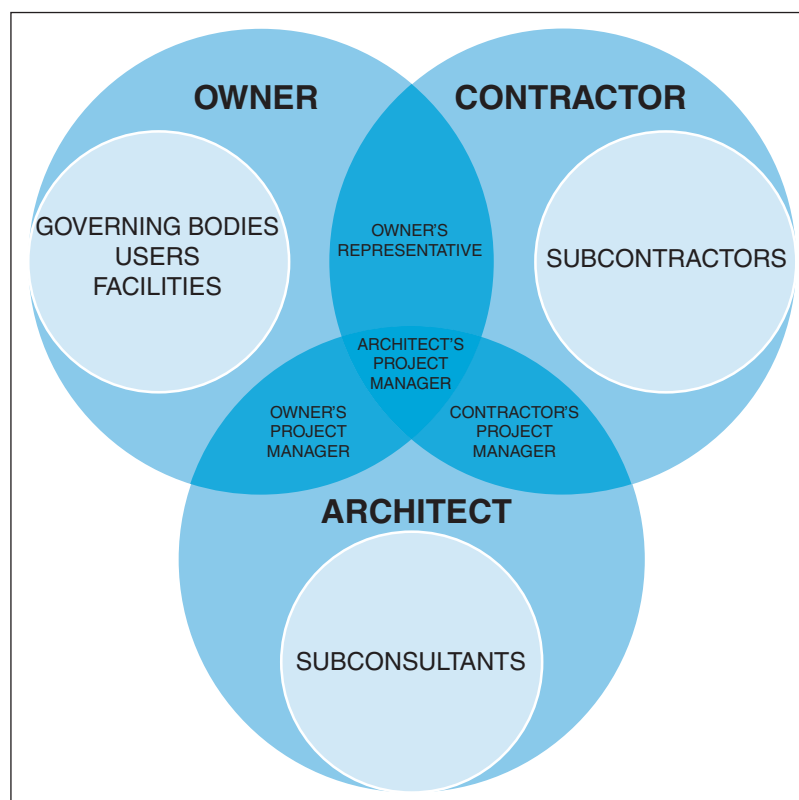 OWNER
CONTRACTOR
GOVERNING BODIES
USERS
FACILITIES
OWNER'S
REPRESENTATIVE
SUBCONTRACTORS
ARCHITECT'S
PROJECT
MANAGER
OWNER'S
PROJECT
MANAGER
CONTRACTOR'S
PROJECT
MANAGER
ARCHITECT
SUBCONSULTANTS